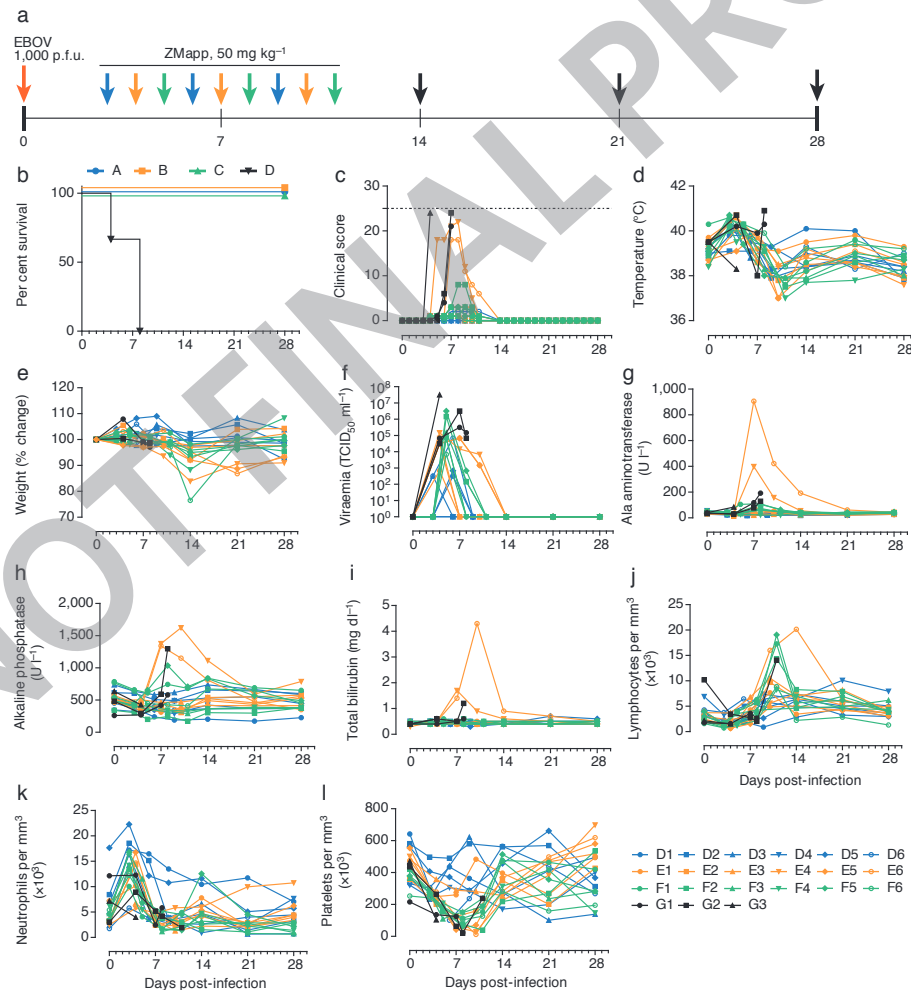 NOT FINAL PRO
a
EBOV
1,000 p.f.u.
ZMapp, 50 mg kg⁻¹
0 7 14 21 28
b
A B C D
Per cent survival
100
50
0
0 7 14 21 28
c
Clinical score
30
20
10
0
0 7 14 21 28
d
Temperature (°C)
42
40
38
36
0 7 14 21 28
e
Weight (% change)
120
110
100
90
80
70
0 7 14 21 28
f
Viraemia (TCID₅₀ ml⁻¹)
10⁸
10⁷
10⁶
10⁵
10⁴
10³
10²
10¹
10⁰
0 7 14 21 28
g
Ala aminotransferase
(U l⁻¹)
1,000
800
600
400
200
0
0 7 14 21 28
h
Alkaline phosphatase
(U l⁻¹)
2,000
1,500
1,000
500
0
0 7 14 21 28
i
Total bilirubin (mg dl⁻¹)
5
4
3
2
1
0
0 7 14 21 28
j
Lymphocytes per mm³
(×10³)
25
20
15
10
5
0
0 7 14 21 28
Days post-infection
k
Neutrophils per mm³
(×10³)
25
20
15
10
5
0
0 7 14 21 28
Days post-infection
l
Platelets per mm³
(×10³)
800
600
400
200
0
0 7 14 21 28
Days post-infection
D1 D2 D3 D4 D5 D6
E1 E2 E3 E4 E5 E6
F1 F2 F3 F4 F5 F6
G1 G2 G3